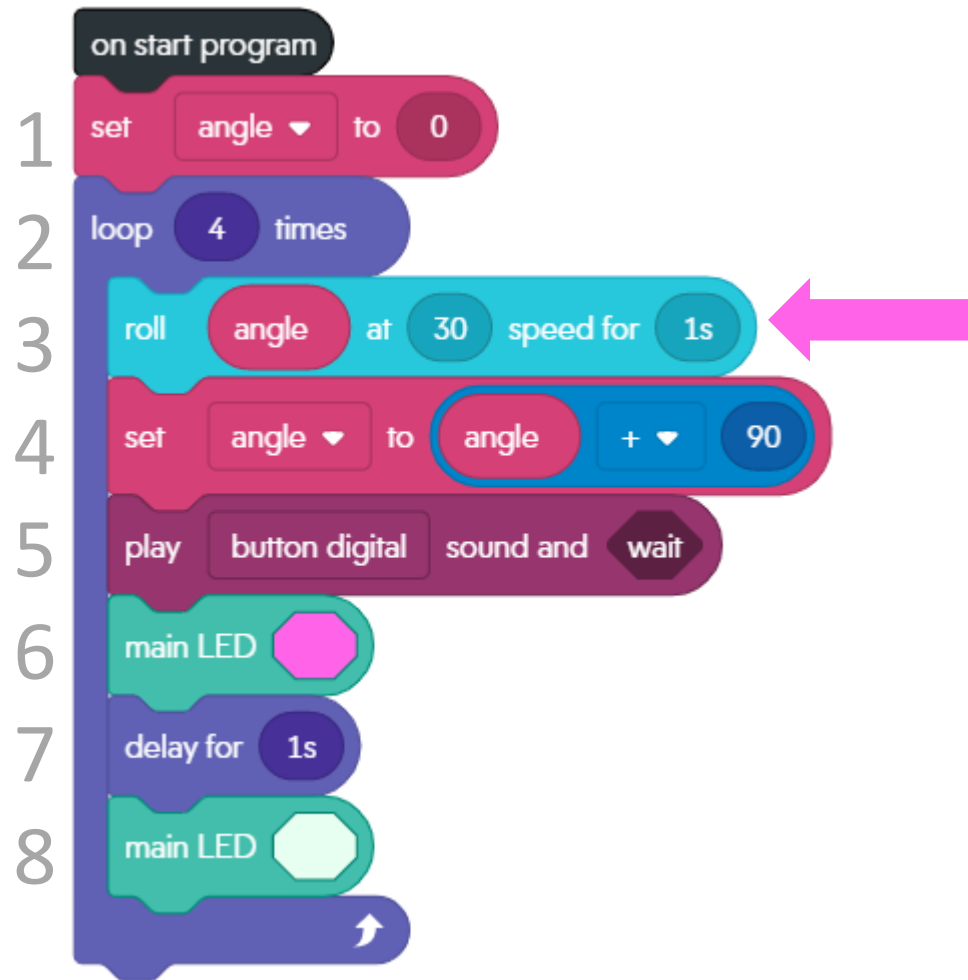 on start program
1 set angle to 0
2 loop 4 times
3 roll angle at 30 speed for 1s
4 set angle to angle + 90
5 play button digital sound and wait
6 main LED
7 delay for 1s
8 main LED